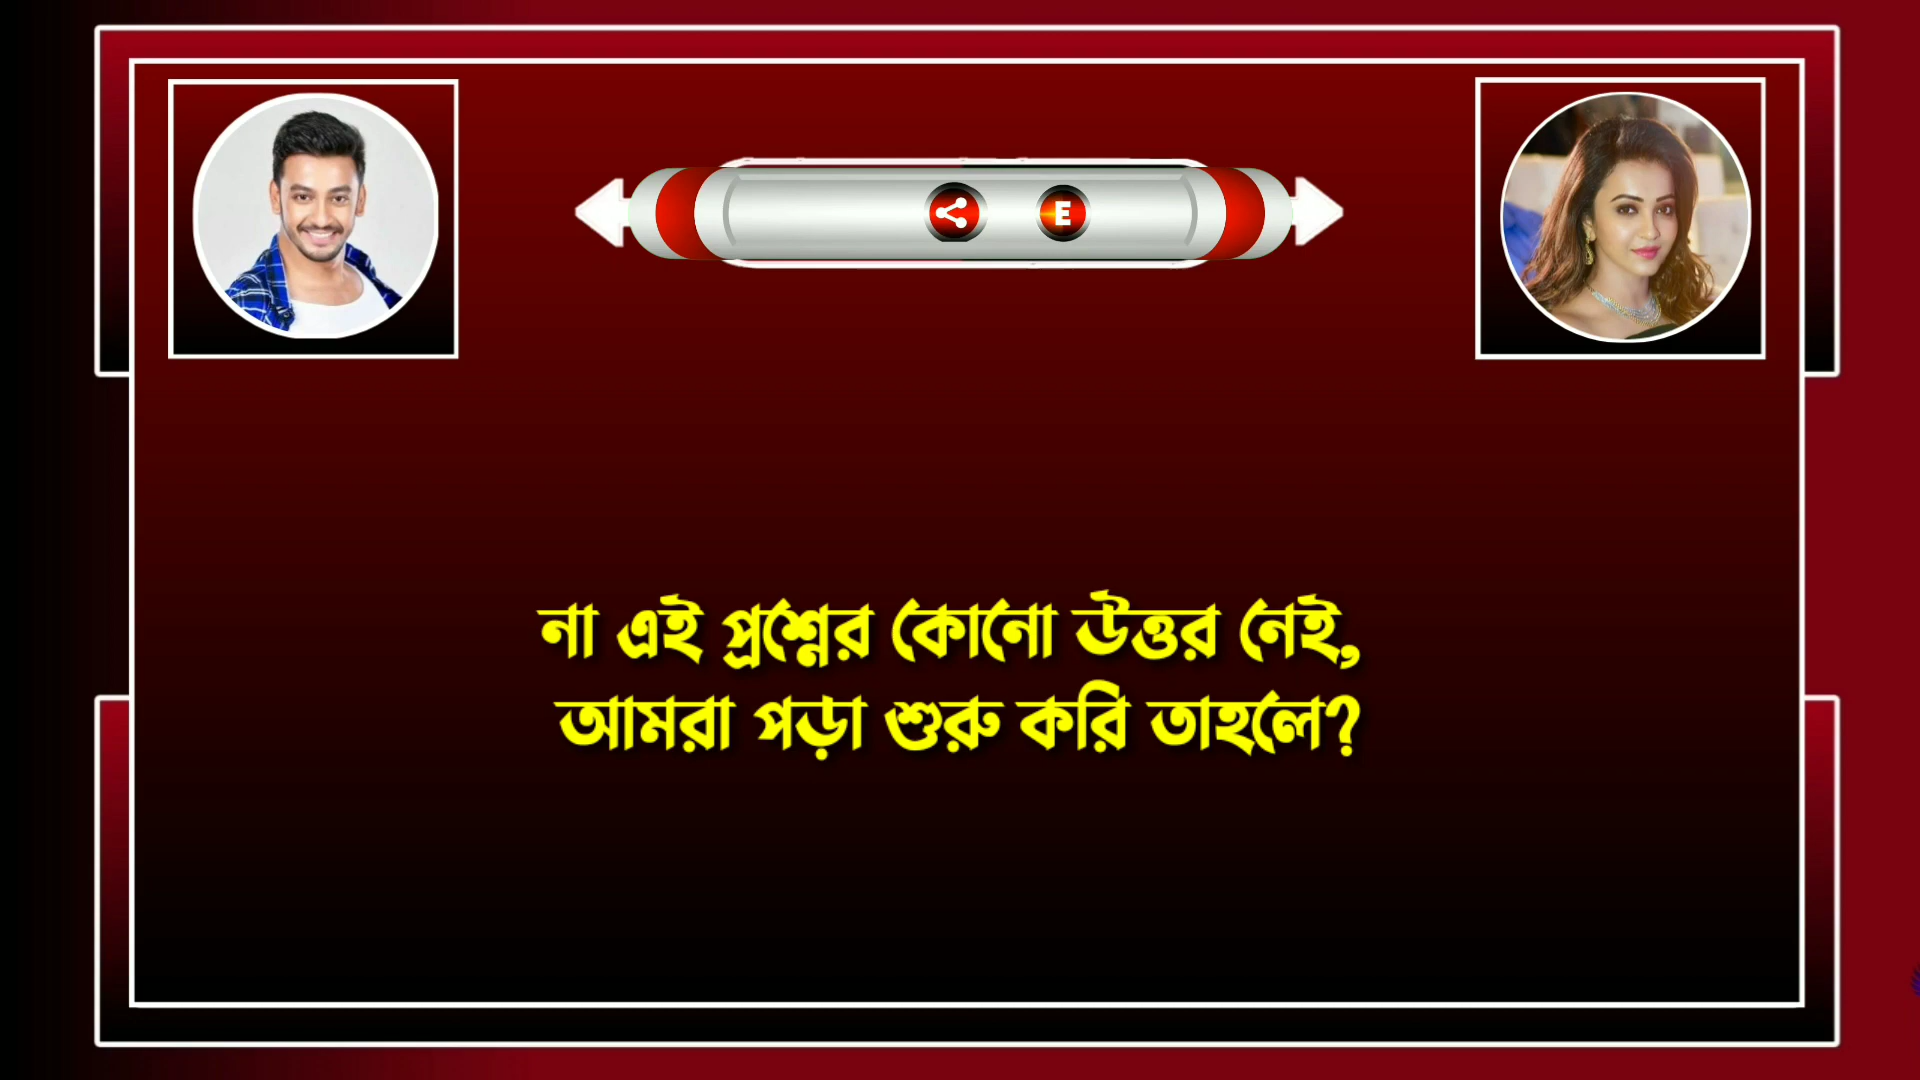 E
না এই প্রশ্নের কোনো উত্তর নেই,
আমরা পড়া শুরু করি তাহলে?